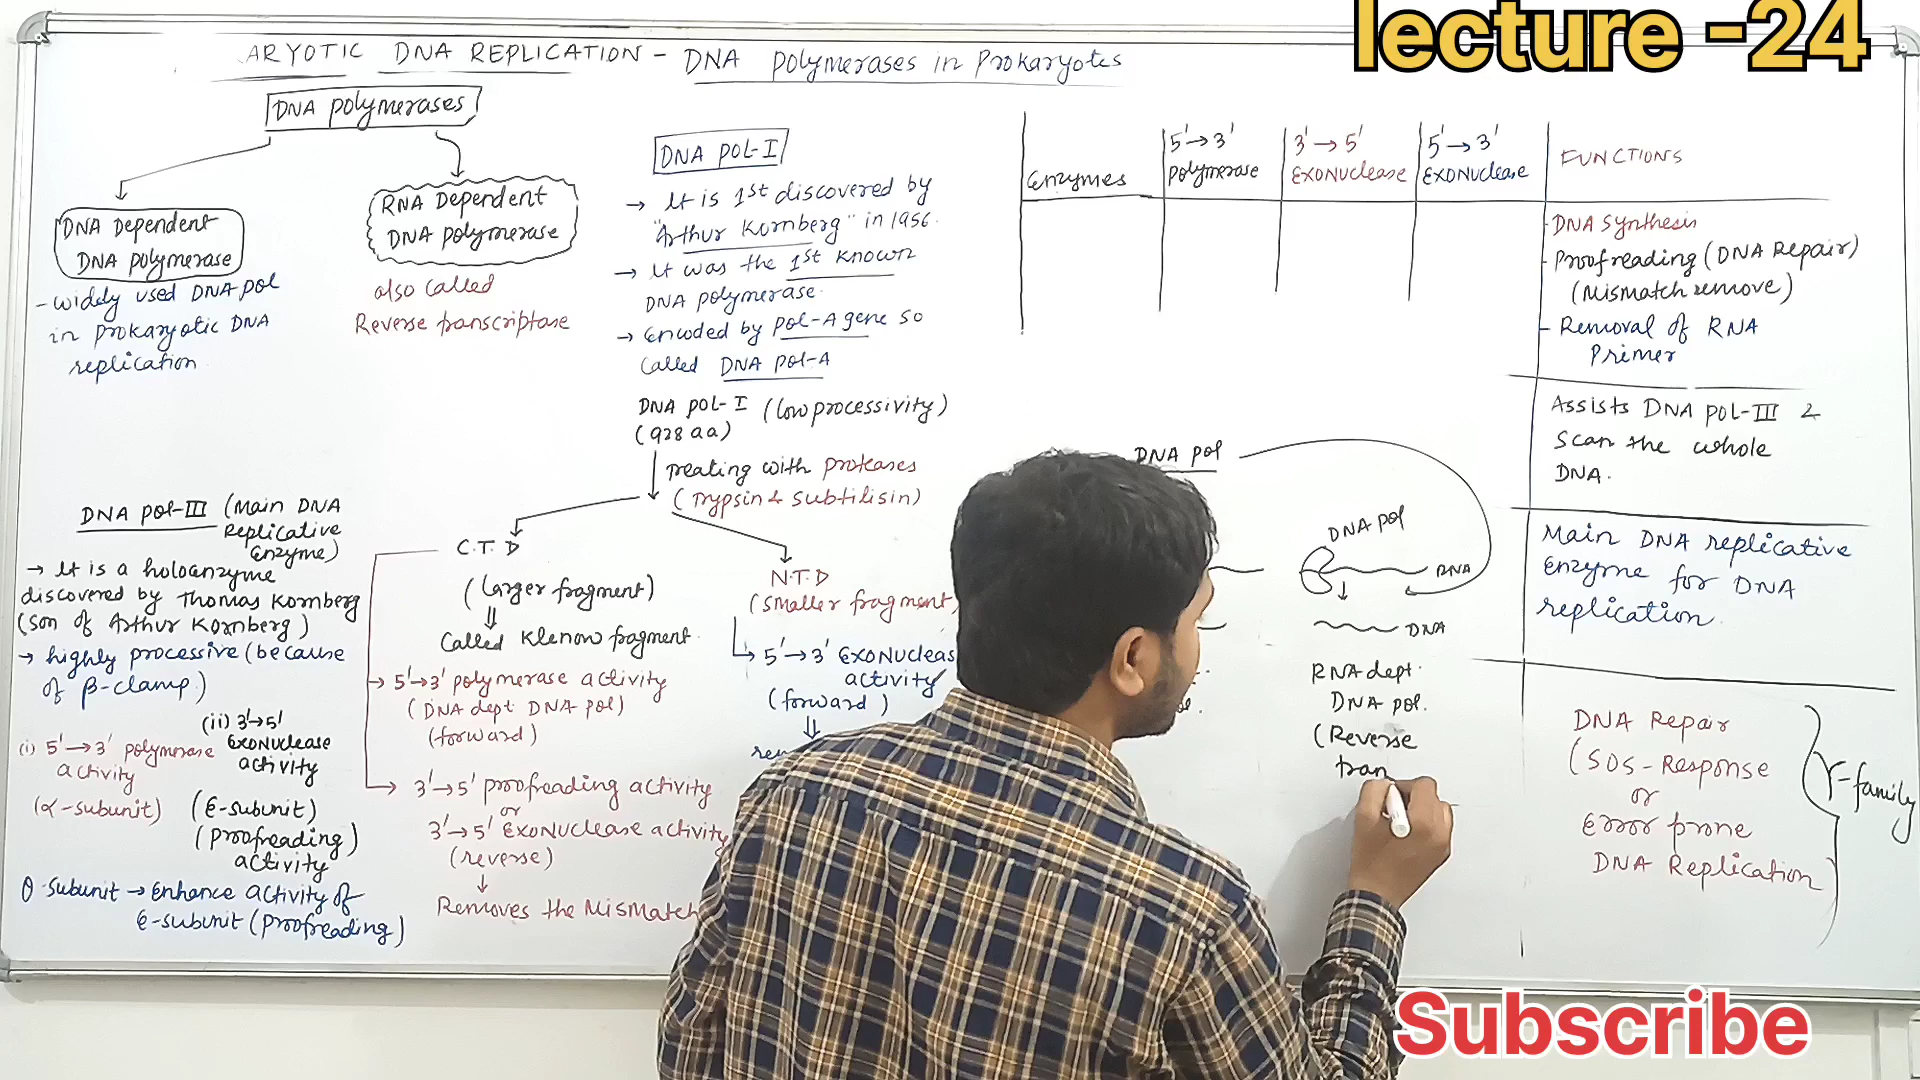 lecture -24
ARYOTIC DNA REPLICATION - DNA polymerases in Prokaryotes
DNA polymerases
DNA Dependent
DNA polymerase
- widely used DNA pol
in prokaryotic DNA
replication
RNA Dependent
DNA polymerase
also called
Reverse transcriptase
DNA pol-I
→ It is 1st discovered by
"Arthur Kornberg" in 1956.
→ It was the 1st known
DNA polymerase.
→ Encoded by pol-A gene so
called DNA pol-A
DNA pol-I (low processivity)
(928 aa)
treating with proteases
(Trypsin & subtilisin)
C.T.D
(larger fragment)
⇓
called Klenow fragment.
→ 5'→3' polymerase activity
(DNA dept DNA pol)
(forward)
→ 3'→5' proofreading activity
or
3'→5' EXONUCLEASE activity
(reverse)
↓
Removes the Mismatch
N.T.D
(smaller fragment)
→ 5'→3' EXONUCLEAS
activity
(forward)
⇓
DNA pol-III (Main DNA
Replicative
Enzyme)
→ It is a holoenzyme
discovered by Thomas Kornberg
(son of Arthur Kornberg)
→ highly processive (because
of β-clamp)
(i) 5'→3' polymerase
activity
(α-subunit)
(ii) 3'→5'
EXONUCLEASE
activity
(ε-subunit)
(proofreading)
activity
θ-subunit → Enhance activity of
ε-subunit (proofreading)
Enzymes
5'→3'
polymerase
3'→5'
EXONUCLEASE
5'→3'
EXONUCLEASE
FUNCTIONS
- DNA synthesis
- Proofreading (DNA Repair)
(Mismatch remove)
- Removal of RNA
Primer
Assists DNA pol-III &
scan the whole
DNA.
Main DNA replicative
enzyme for DNA
replication.
DNA Repair
(SOS-Response
or
Error prone
DNA Replication
Y-family
DNA pol
DNA pol
RNA
DNA
RNA dept.
DNA pol.
(Reverse
tran
Subscribe